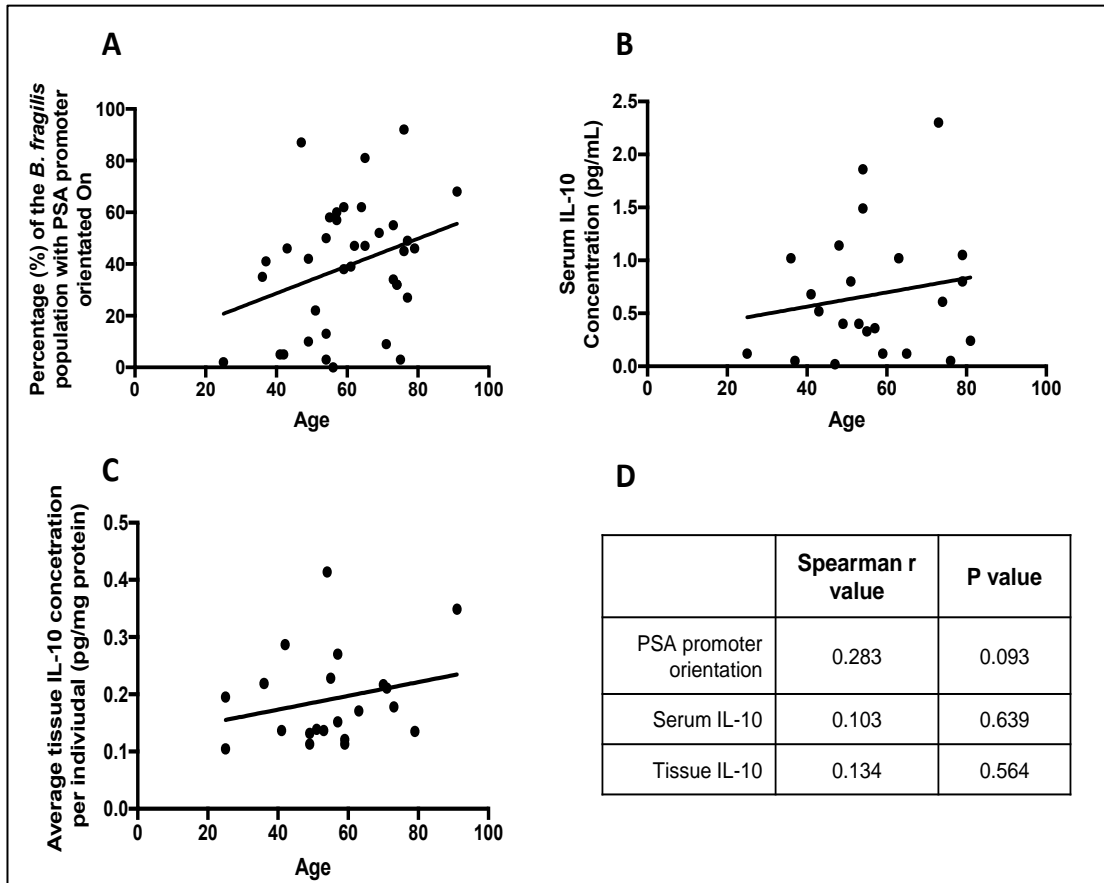 A
Percentage (%) of the B. fragilis
population with PSA promoter
orientated On
100
80
60
40
20
0
0 20 40 60 80 100
Age
B
Serum IL-10
Concentration (pg/mL)
2.5
2.0
1.5
1.0
0.5
0.0
0 20 40 60 80 100
Age
C
Average tissue IL-10 concetration
per indiviudal (pg/mg protein)
0.5
0.4
0.3
0.2
0.1
0.0
0 20 40 60 80 100
Age
D
Spearman r
value
P value
PSA promoter
orientation
0.283
0.093
Serum IL-10
0.103
0.639
Tissue IL-10
0.134
0.564